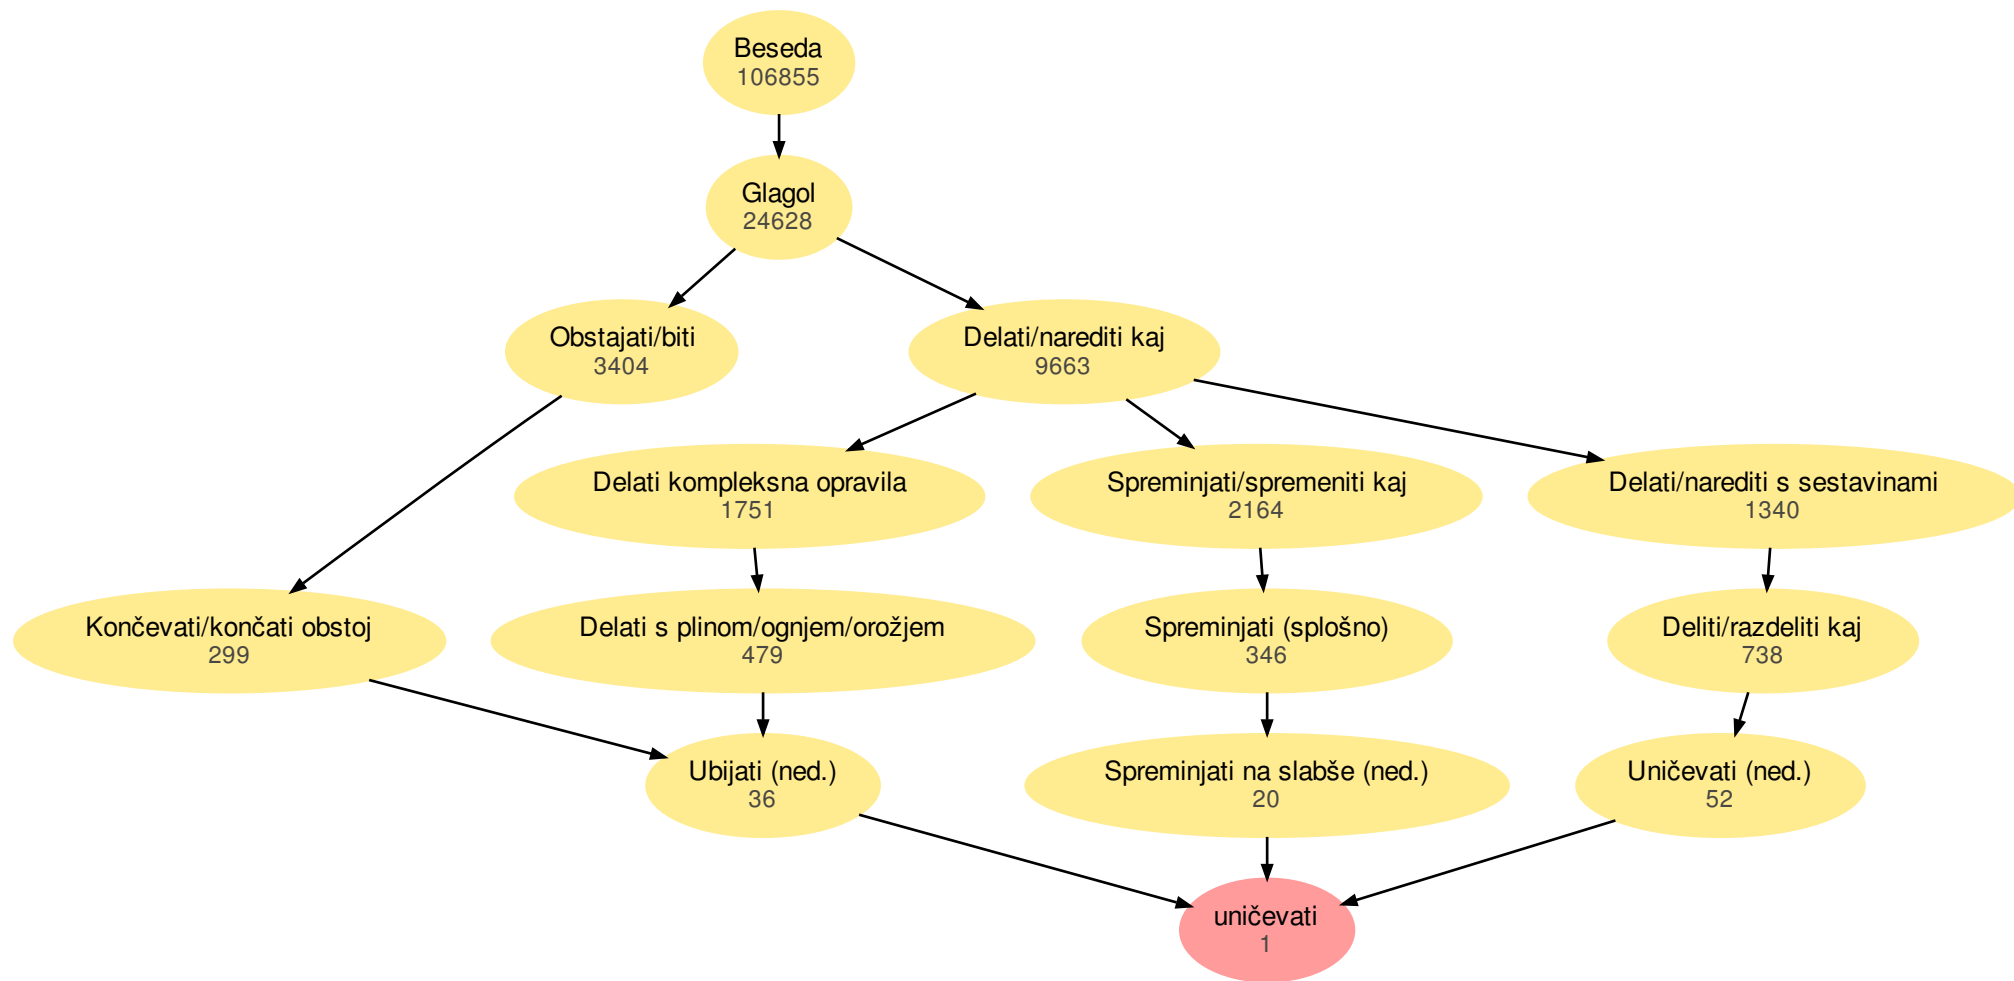 Beseda
106855
Glagol
24628
Obstajati/biti
3404
Delati/narediti kaj
9663
Delati kompleksna opravila
1751
Spreminjati/spremeniti kaj
2164
Delati/narediti s sestavinami
1340
Končevati/končati obstoj
299
Delati s plinom/ognjem/orožjem
479
Spreminjati (splošno)
346
Deliti/razdeliti kaj
738
Ubijati (ned.)
36
Spreminjati na slabše (ned.)
20
Uničevati (ned.)
52
uničevati
1